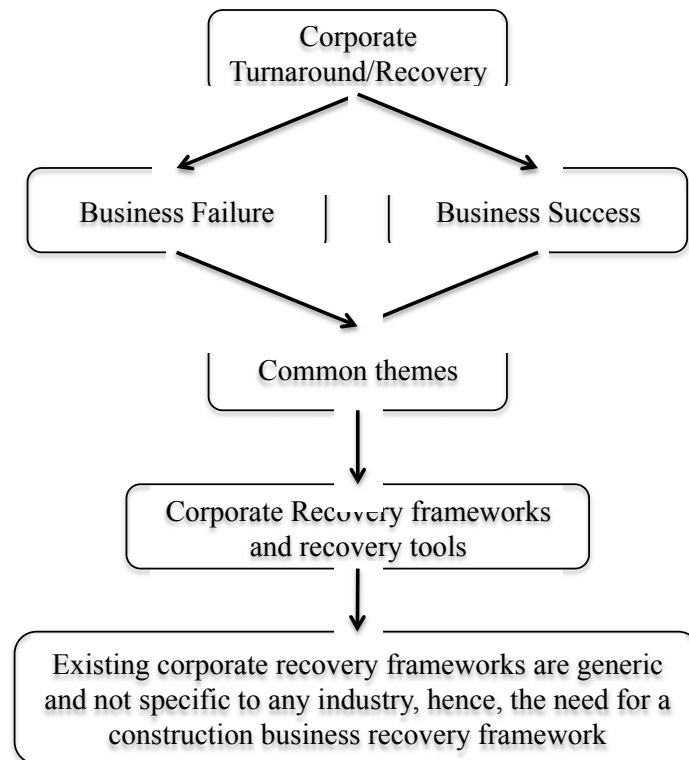 Corporate
Turnaround/Recovery
Business Failure
Business Success
Common themes
Corporate Recovery frameworks
and recovery tools
Existing corporate recovery frameworks are generic
and not specific to any industry, hence, the need for a
construction business recovery framework